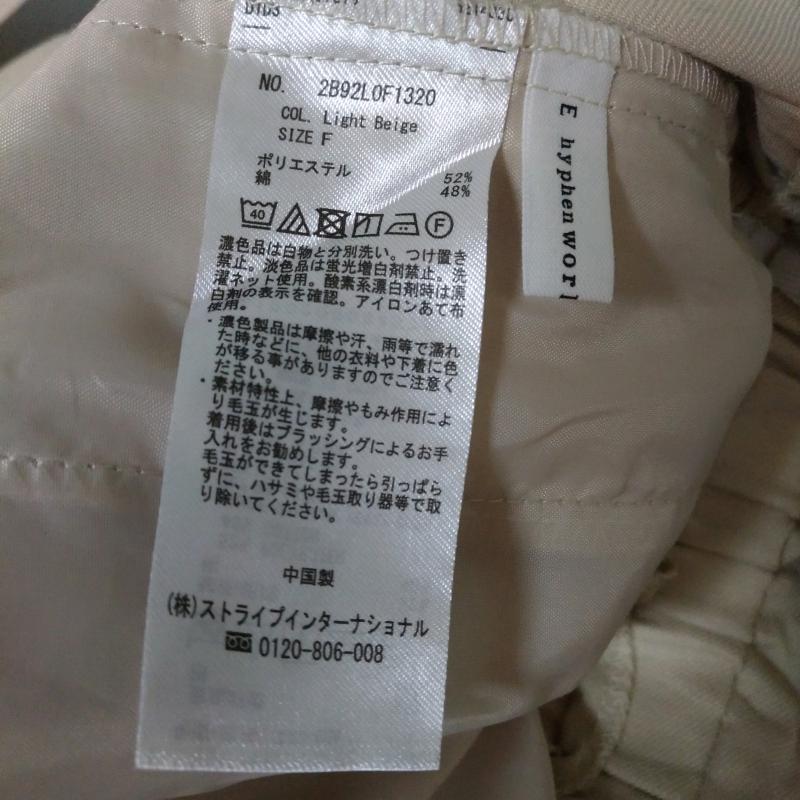 NO. 2B92L0F1320
COL. Light Beige
SIZE F
ポリエステル 52%
綿 48%
40
F
濃色品は白物と分別洗い。つけ置き
禁止。淡色品は蛍光増白剤禁止。洗
濯ネット使用。酸素系漂白剤時は漂
白剤の表示を確認。アイロンあて布
使用。
・濃色製品は摩擦や汗、雨等で濡れ
た時などに、他の衣料や下着に色
が移る事がありますのでご注意く
ださい。
・素材特性上、摩擦やもみ作用によ
り毛玉が生じます。
着用後はブラッシングによるお手
入れをお勧めします。
毛玉ができてしまったら引っぱら
ずに、ハサミや毛玉取り器等で取
り除いてください。
中国製
(株)ストライプインターナショナル
0120-806-008
E hyphen worl